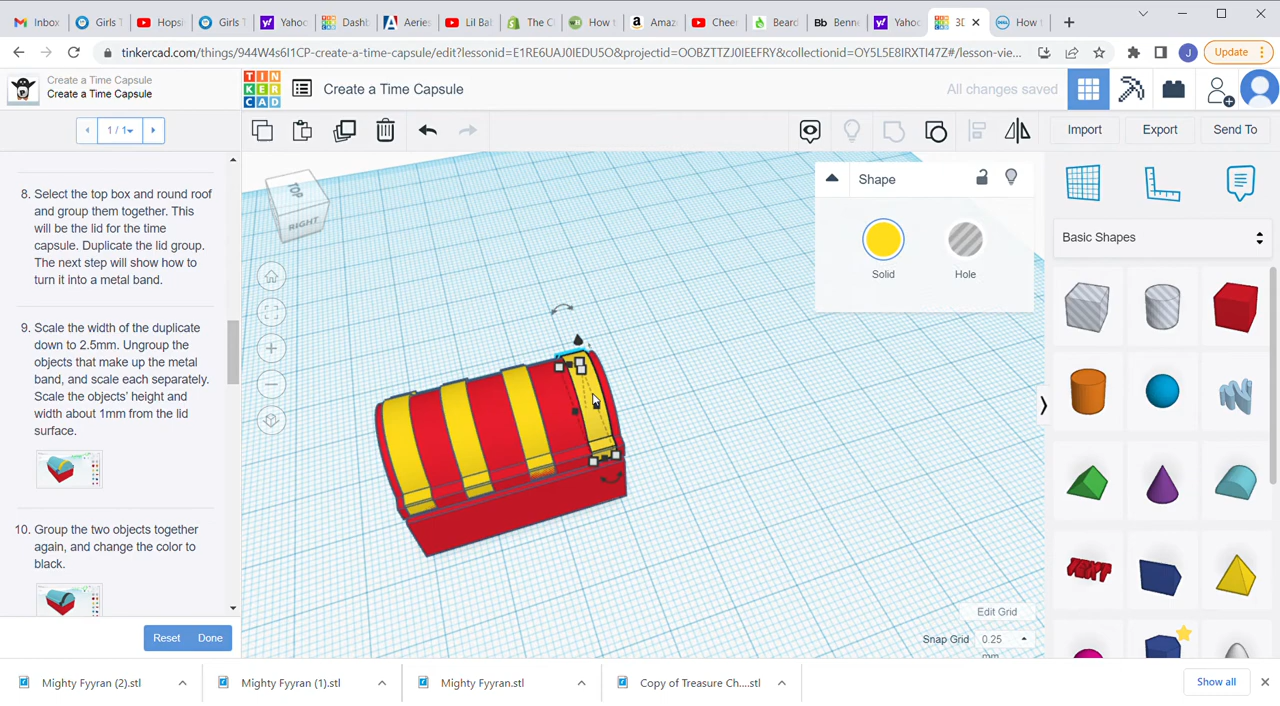 Inbox
Girls T
Hopsi
Girls T
Yahoo
Dashb
Aeries
Lil Bal
The C
How t
Amaz
Cheer
Beard
Bb Benne
Yahoo
3D
How t
tinkercad.com/things/944W4s6I1CP-create-a-time-capsule/edit?lessonid=E1RE6UAJ0IEDU5O&projectid=OOBZTTZJ0IEEFRY&collectionid=OY5L5E8IRXTI47Z#/lesson-view...
J
Update
Create a Time Capsule
Create a Time Capsule
TIN
KER
CAD
Create a Time Capsule
All changes saved
1 / 1
Import
Export
Send To
8. Select the top box and round roof
and group them together. This
will be the lid for the time
capsule. Duplicate the lid group.
The next step will show how to
turn it into a metal band.
9. Scale the width of the duplicate
down to 2.5mm. Ungroup the
objects that make up the metal
band, and scale each separately.
Scale the objects' height and
width about 1mm from the lid
surface.
10. Group the two objects together
again, and change the color to
black.
Reset
Done
TOP
RIGHT
Shape
Solid
Hole
Basic Shapes
TEXT
Edit Grid
Snap Grid
0.25
mm
Mighty Fyyran (2).stl
Mighty Fyyran (1).stl
Mighty Fyyran.stl
Copy of Treasure Ch....stl
Show all